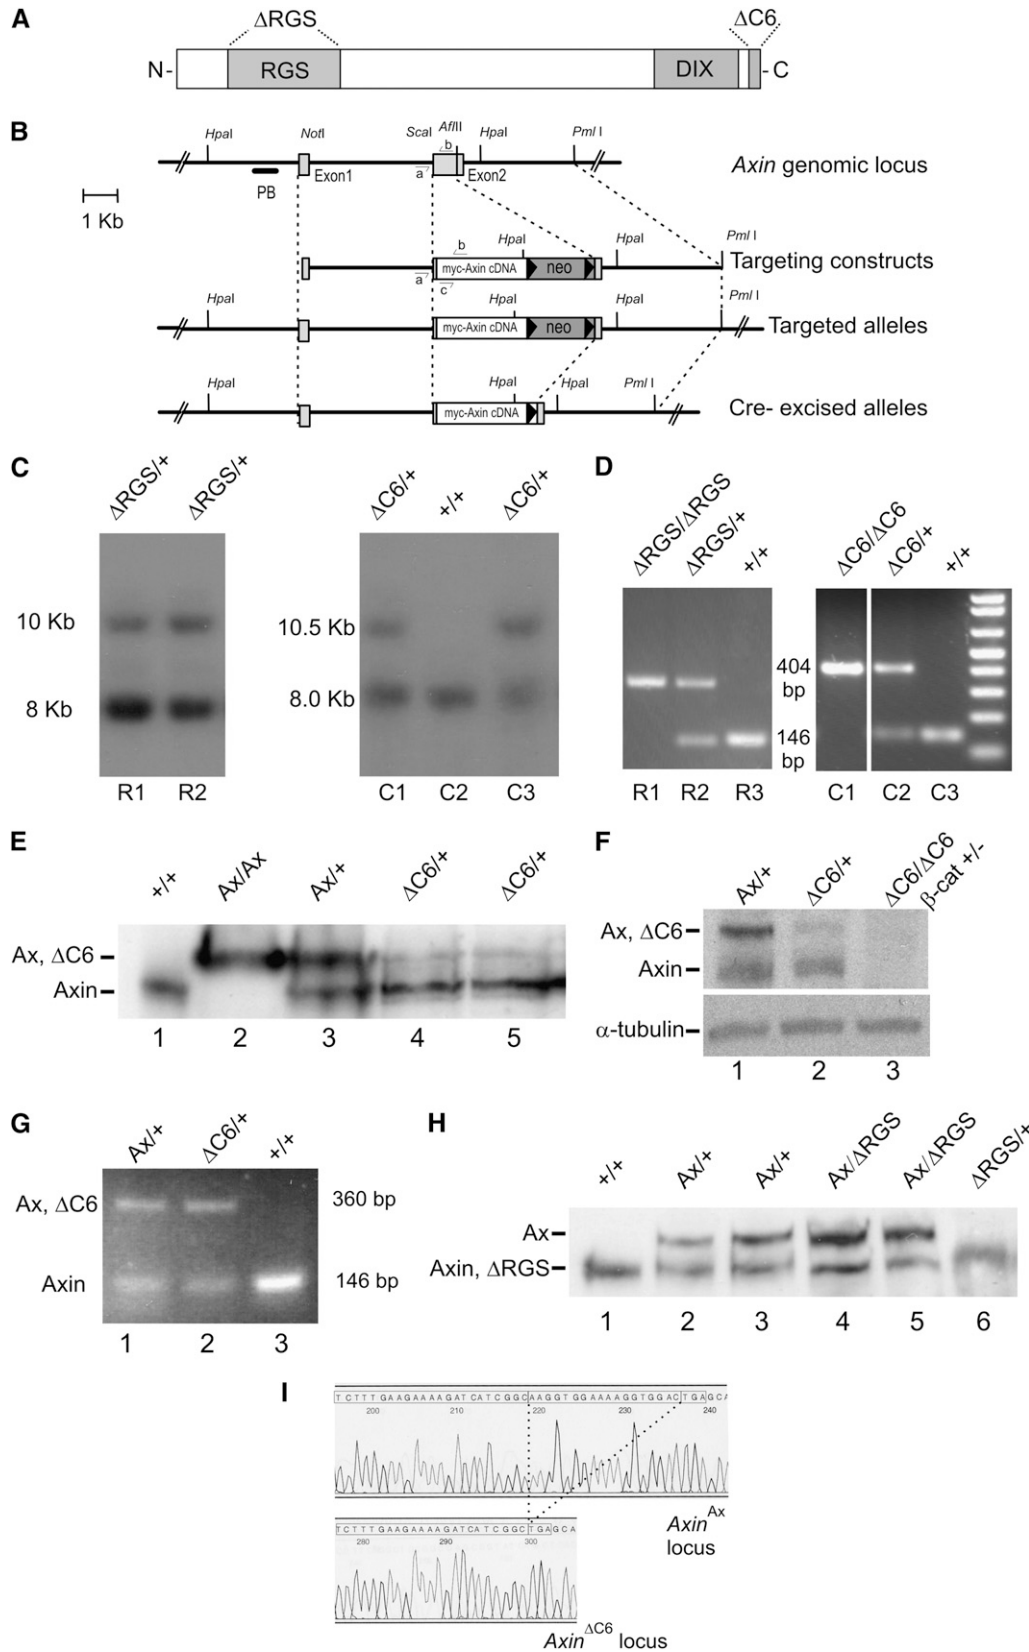 A
ΔRGS
ΔC6
N-
RGS
DIX
- C
B
HpaI
NotI
ScaI
AflII
HpaI
Pml I
b
a
PB
Exon1
Exon2
Axin genomic locus
1 Kb
HpaI
HpaI
Pml I
b
a
c
myc-Axin cDNA
neo
Targeting constructs
HpaI
HpaI
HpaI
Pml I
myc-Axin cDNA
neo
Targeted alleles
HpaI
HpaI
HpaI
Pml I
myc-Axin cDNA
Cre- excised alleles
C
ΔRGS/+
ΔRGS/+
10 Kb
8 Kb
R1
R2
ΔC6/+
+/+
ΔC6/+
10.5 Kb
8.0 Kb
C1
C2
C3
D
ΔRGS/ΔRGS
ΔRGS/+
+/+
ΔC6/ΔC6
ΔC6/+
+/+
404
bp
146
bp
R1
R2
R3
C1
C2
C3
E
+/+
Ax/Ax
Ax/+
ΔC6/+
ΔC6/+
Ax, ΔC6
Axin
1
2
3
4
5
F
Ax/+
ΔC6/+
ΔC6/ΔC6
β-cat +/-
Ax, ΔC6
Axin
α-tubulin
1
2
3
G
Ax/+
ΔC6/+
+/+
Ax, ΔC6
360 bp
Axin
146 bp
1
2
3
H
+/+
Ax/+
Ax/+
Ax/ΔRGS
Ax/ΔRGS
ΔRGS/+
Ax
Axin, ΔRGS
1
2
3
4
5
6
I
TCTTTGAAGAAAAGATCATCGGCAAGGTGGAAAAGGTGGACTGAGCA
200
210
220
230
240
Axin Ax
locus
TCTTTGAAGAAAAGATCATCGGCTGAGCA
280
290
300
Axin ΔC6 locus